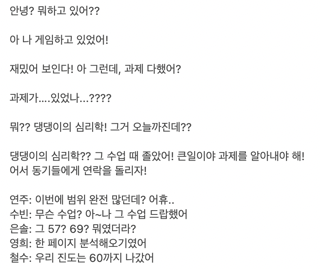 안녕? 뭐하고 있어??
아 나 게임하고 있었어!
재밌어 보인다! 아 그런데, 과제 다했어?
과제가....있었나...????
뭐?? 댕댕이의 심리학! 그거 오늘까진데??
댕댕이의 심리학?? 그 수업 때 졸았어! 큰일이야 과제를 알아내야 해!
어서 동기들에게 연락을 돌리자!
연주: 이번에 범위 완전 많던데? 어휴..
수빈: 무슨 수업? 아~나 그 수업 드랍했어
은솔: 그 57? 69? 뭐였더라?
영희: 한 페이지 분석해오기였어
철수: 우리 진도는 60까지 나갔어